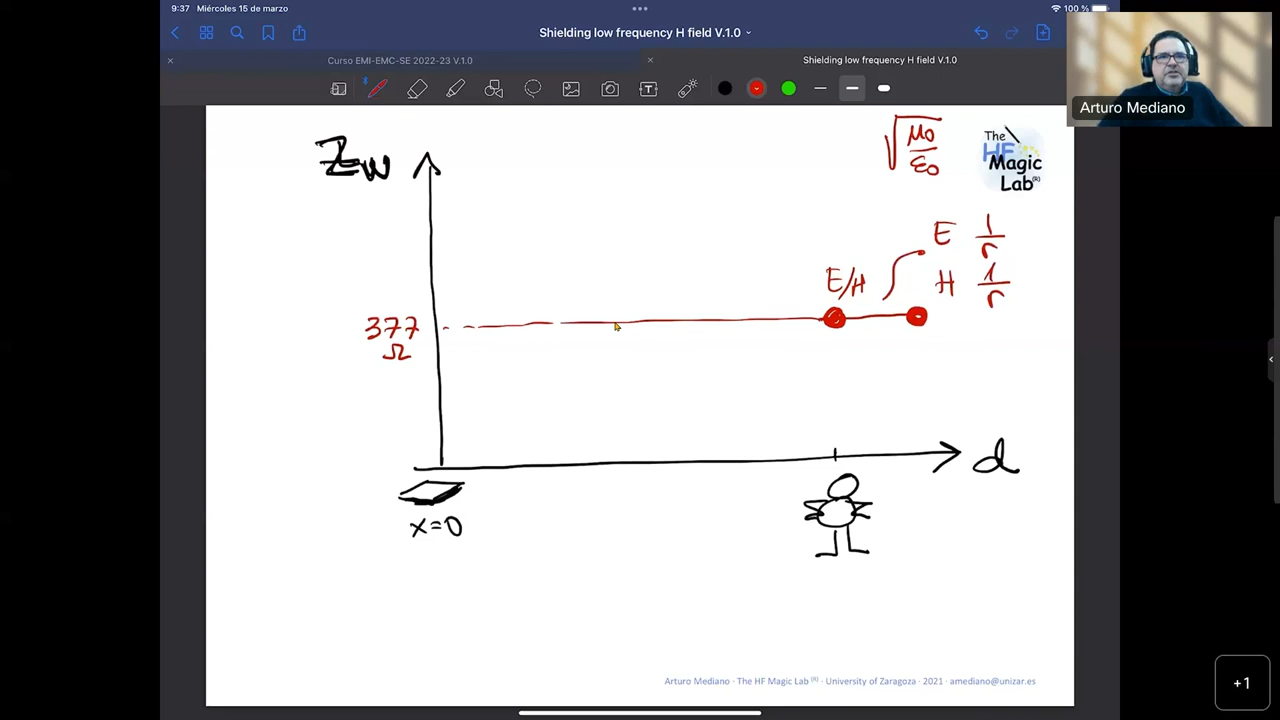 9:37 Miércoles 15 de marzo
100 %
Shielding low frequency H field V.1.0
Curso EMI-EMC-SE 2022-23 V.1.0
Shielding low frequency H field V.1.0
Arturo Mediano
Zw
√μ0/ε0
The
HF
Magic
Lab(R)
E 1/r
E/H
H 1/r
377
Ω
d
x=0
Arturo Mediano · The HF Magic Lab (R) · University of Zaragoza · 2021 · amediano@unizar.es
+1